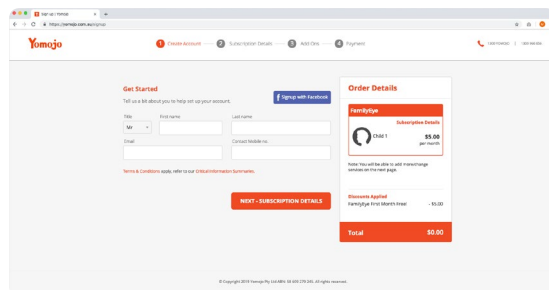 Sign up | Yomojo
https://yomojo.com.au/signup
Yomojo
1 Create Account
2 Subscription Details
3 Add Ons
4 Payment
Get Started
Tell us a bit about you to help set up your account.
f Signup with Facebook
Title
First name
Last name
Mr
Email
Contact Mobile no.
Terms & Conditions apply, refer to our Critical Information Summaries.
NEXT - SUBSCRIPTION DETAILS
Order Details
FamilyEye
Subscription Details
Child 1
$5.00
per month
Note: You will be able to add more/change
services on the next page.
Discounts Applied
FamilyEye First Month Free! - $5.00
Total $0.00
© Copyright 2019 Yomojo Pty Ltd ABN: All rights reserved.